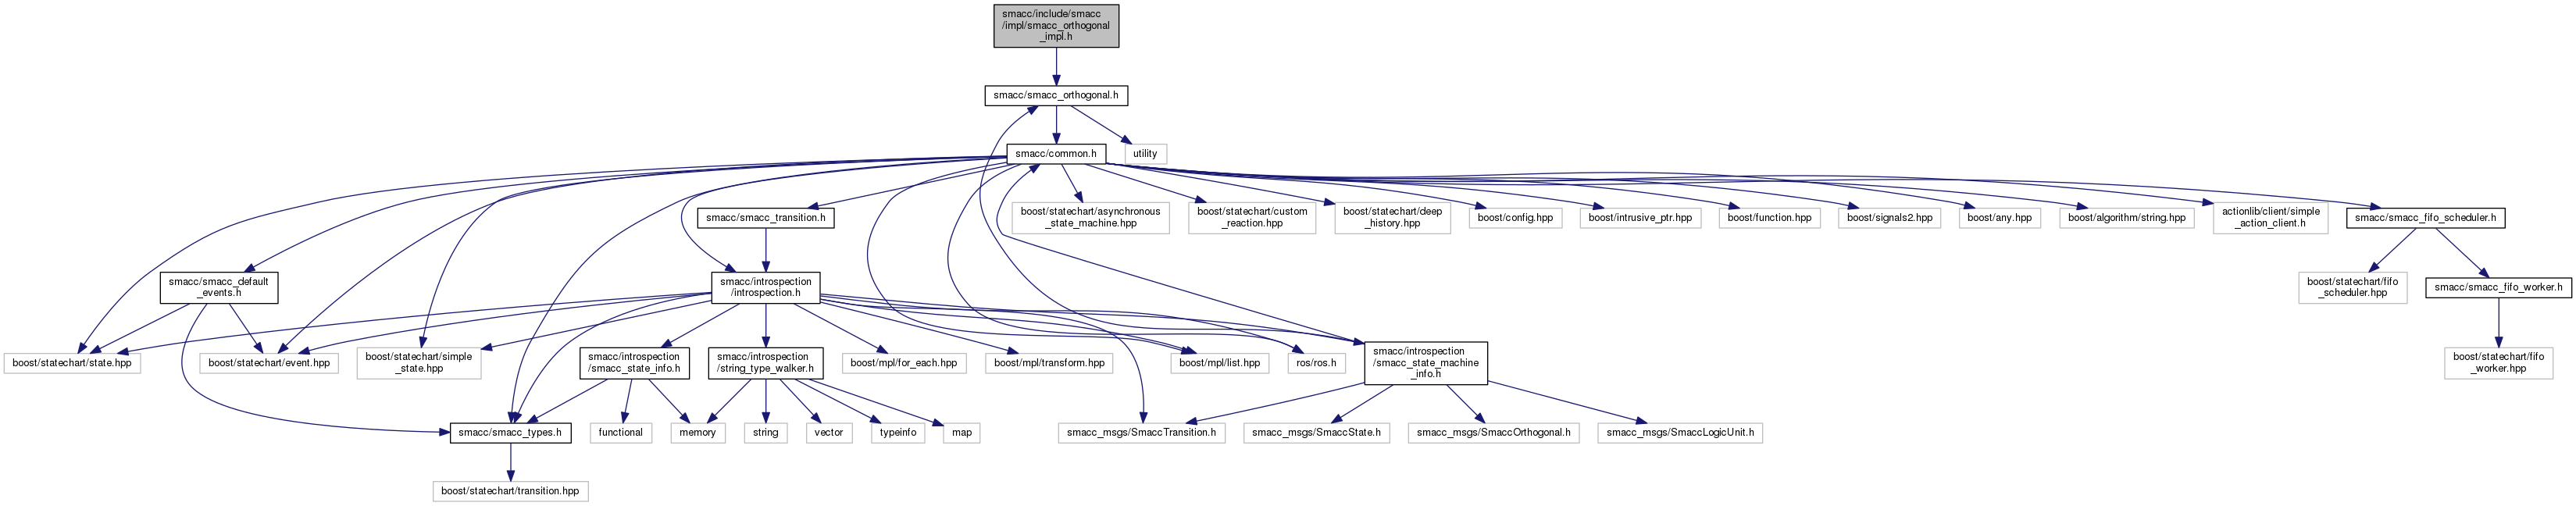 smacc/include/smacc
/impl/smacc_orthogonal
_impl.h
smacc/smacc_orthogonal.h
smacc/common.h
utility
smacc/smacc_transition.h
boost/statechart/asynchronous
_state_machine.hpp
boost/statechart/custom
_reaction.hpp
boost/statechart/deep
_history.hpp
boost/config.hpp
boost/intrusive_ptr.hpp
boost/function.hpp
boost/signals2.hpp
boost/any.hpp
boost/algorithm/string.hpp
actionlib/client/simple
_action_client.h
smacc/smacc_fifo_scheduler.h
smacc/smacc_default
_events.h
smacc/introspection
/introspection.h
boost/statechart/fifo
_scheduler.hpp
smacc/smacc_fifo_worker.h
boost/statechart/state.hpp
boost/statechart/event.hpp
boost/statechart/simple
_state.hpp
smacc/introspection
/smacc_state_info.h
smacc/introspection
/string_type_walker.h
boost/mpl/for_each.hpp
boost/mpl/transform.hpp
boost/mpl/list.hpp
ros/ros.h
smacc/introspection
/smacc_state_machine
_info.h
boost/statechart/fifo
_worker.hpp
smacc/smacc_types.h
functional
memory
string
vector
typeinfo
map
smacc_msgs/SmaccTransition.h
smacc_msgs/SmaccState.h
smacc_msgs/SmaccOrthogonal.h
smacc_msgs/SmaccLogicUnit.h
boost/statechart/transition.hpp